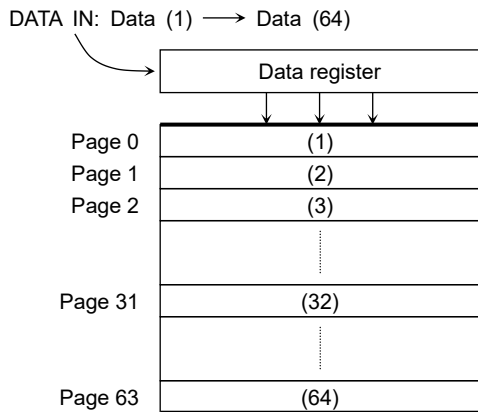 DATA IN: Data (1) Data (64)
Data register
Page 0 (1)
Page 1 (2)
Page 2 (3)
Page 31 (32)
Page 63 (64)